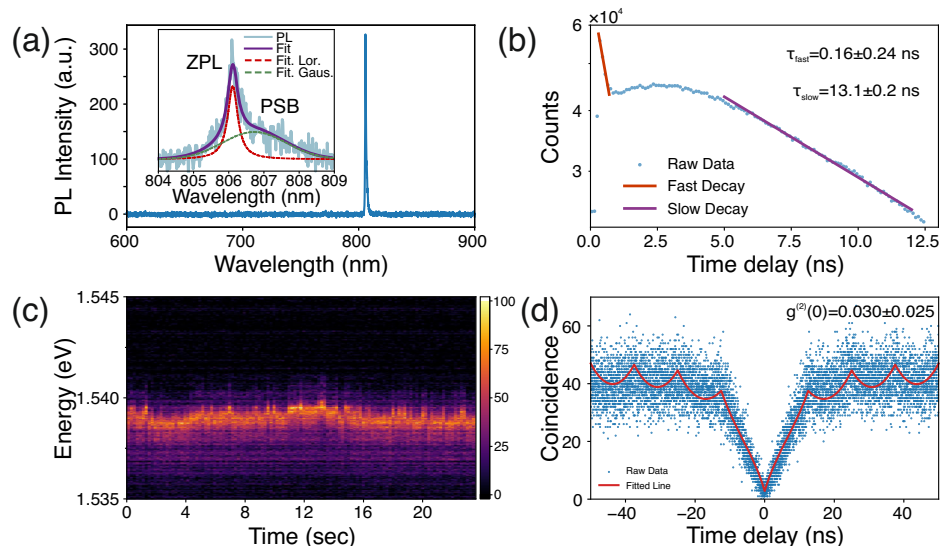 (a)
PL Intensity (a.u.)
300
250
200
150
100
50
0
600
700
800
900
Wavelength (nm)
ZPL
PSB
PL
Fit
Fit. Lor.
Fit. Gaus.
804 805 806 807 808 809
Wavelength (nm)
(b)
×10⁴
Counts
6
4
3
τfast=0.16±0.24 ns
τslow=13.1±0.2 ns
Raw Data
Fast Decay
Slow Decay
0.0 2.5 5.0 7.5 10.0 12.5
Time delay (ns)
(c)
Energy (eV)
1.545
1.540
1.535
0 4 8 12 16 20
Time (sec)
100
75
50
25
0
(d)
Coincidence
60
40
20
0
g⁽²⁾(0)=0.030±0.025
Raw Data
Fitted Line
-40 -20 0 20 40
Time delay (ns)